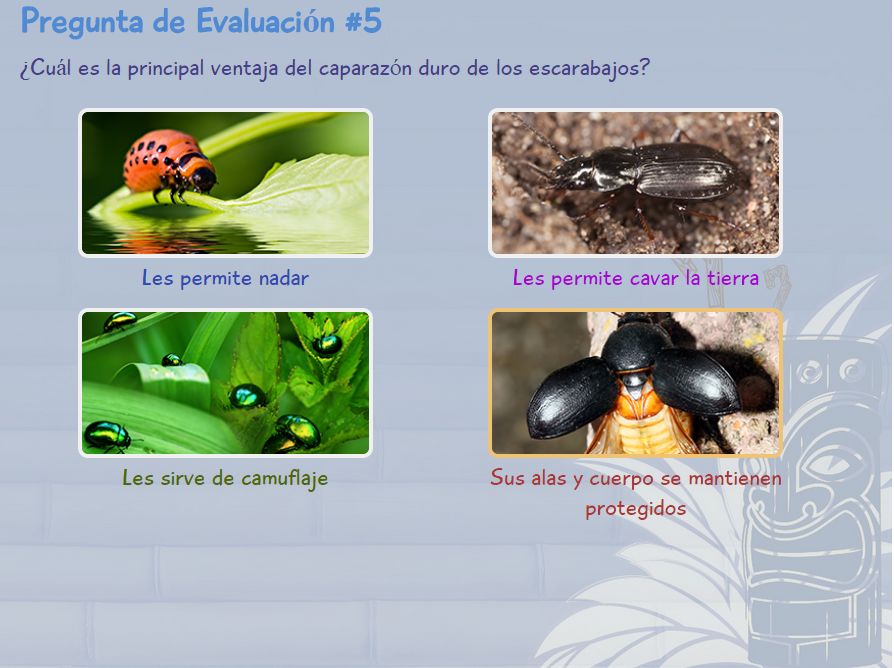 Pregunta de Evaluación #5
¿Cuál es la principal ventaja del caparazón duro de los escarabajos?
Les permite nadar
Les permite cavar la tierra
Les sirve de camuflaje
Sus alas y cuerpo se mantienen
protegidos